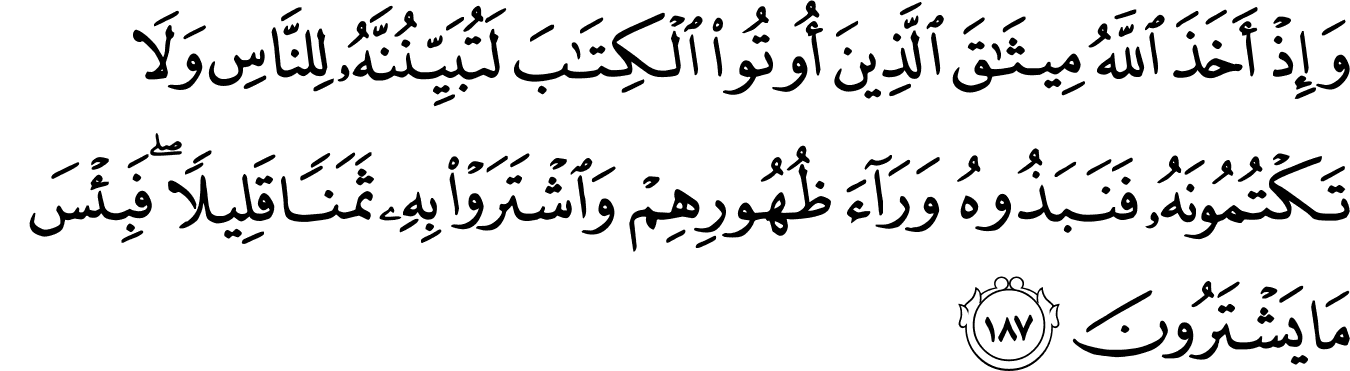 وَإِذْ أَخَذَ ٱللَّهُ مِيثَٰقَ ٱلَّذِينَ أُوتُوا۟ ٱلْكِتَٰبَ لَتُبَيِّنُنَّهُۥ لِلنَّاسِ وَلَا
تَكْتُمُونَهُۥ فَنَبَذُوهُ وَرَآءَ ظُهُورِهِمْ وَٱشْتَرَوْا۟ بِهِۦ ثَمَنًا قَلِيلًا ۖ فَبِئْسَ
مَا يَشْتَرُونَ ١٨٧